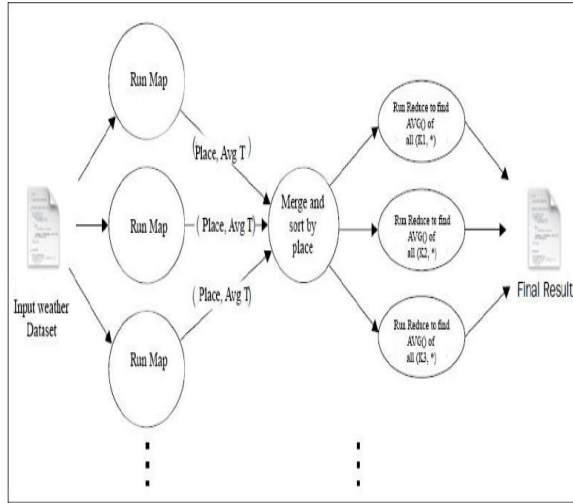 Run Map
(Place, Avg T)
Run Map
( Place, Avg T)
Run Map
( Place, Avg T)
Input weather
Dataset
Merge and
sort by
place
Run Reduce to find
AVG() of
all (K1, *)
Run Reduce to find
AVG() of
all (K2, *)
Run Reduce to find
AVG() of
all (K3, *)
Final Result